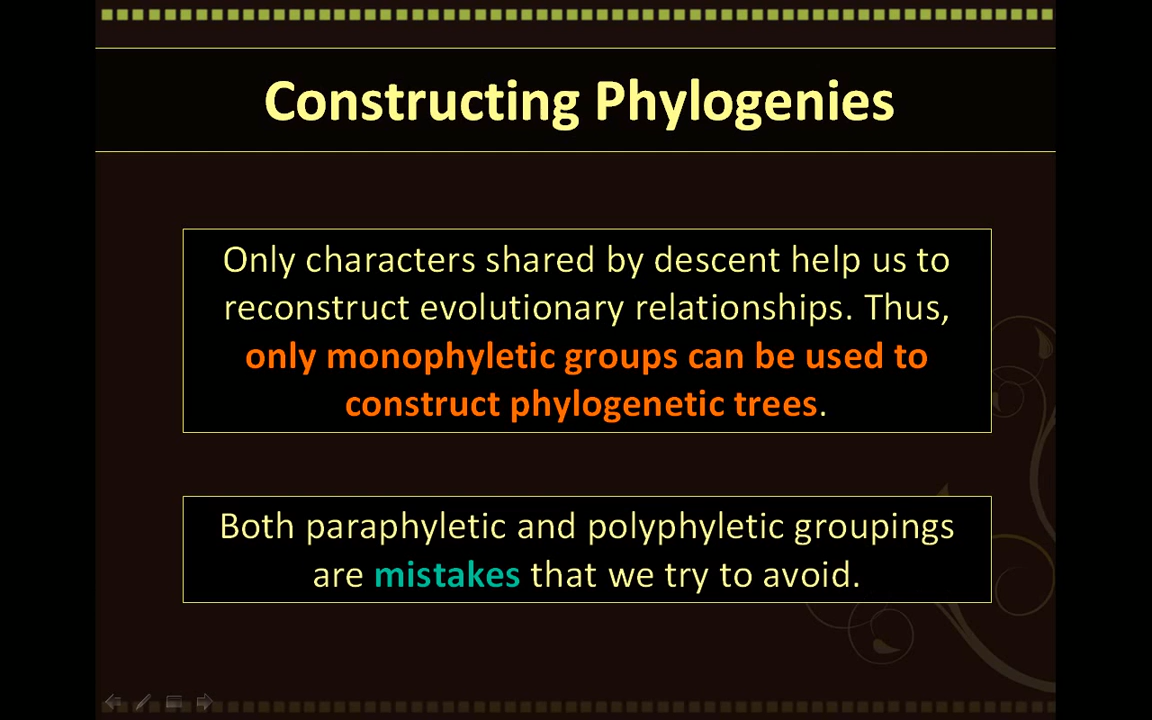 Constructing Phylogenies
Only characters shared by descent help us to
reconstruct evolutionary relationships. Thus,
only monophyletic groups can be used to
construct phylogenetic trees.
Both paraphyletic and polyphyletic groupings
are mistakes that we try to avoid.